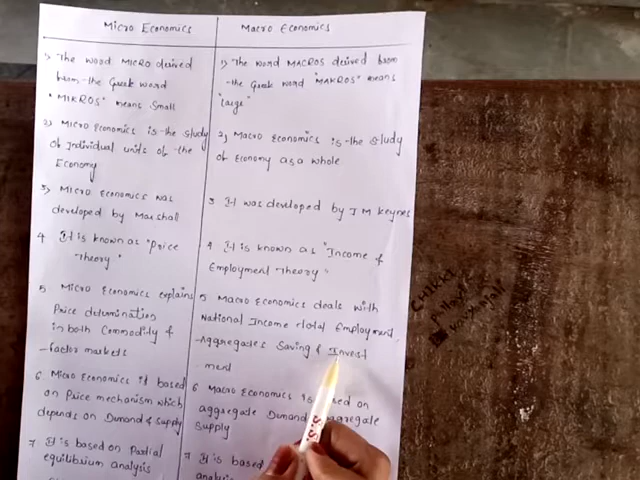 Micro Economics
1) The word MICRO derived
from the Greek word
"MIKROS" means Small
2) Micro Economics is the study
of Individual units of the
Economy
3) Micro Economics was
developed by Marshall
4 It is known as "Price
Theory"
5 Micro Economics explains
Price determination
in both Commodity &
factor markets
6 Micro Economics is based
on Price mechanism which
depends on Demand & Supply
7 It is based on Partial
equilibrium analysis
Macro Economics
1) The word MACROS derived from
the Greek word "MAKROS" means
"large"
2) Macro Economics is the study
of Economy as a whole
3 It was developed by J M Keynes
4 It is known as "Income &
Employment Theory"
5 Macro Economics deals with
National Income, total Employment,
Aggregates Saving & Invest
ment
6 Macro Economics is on
aggregate Demand
Supply
7 It is based
analysis
CHIKKI